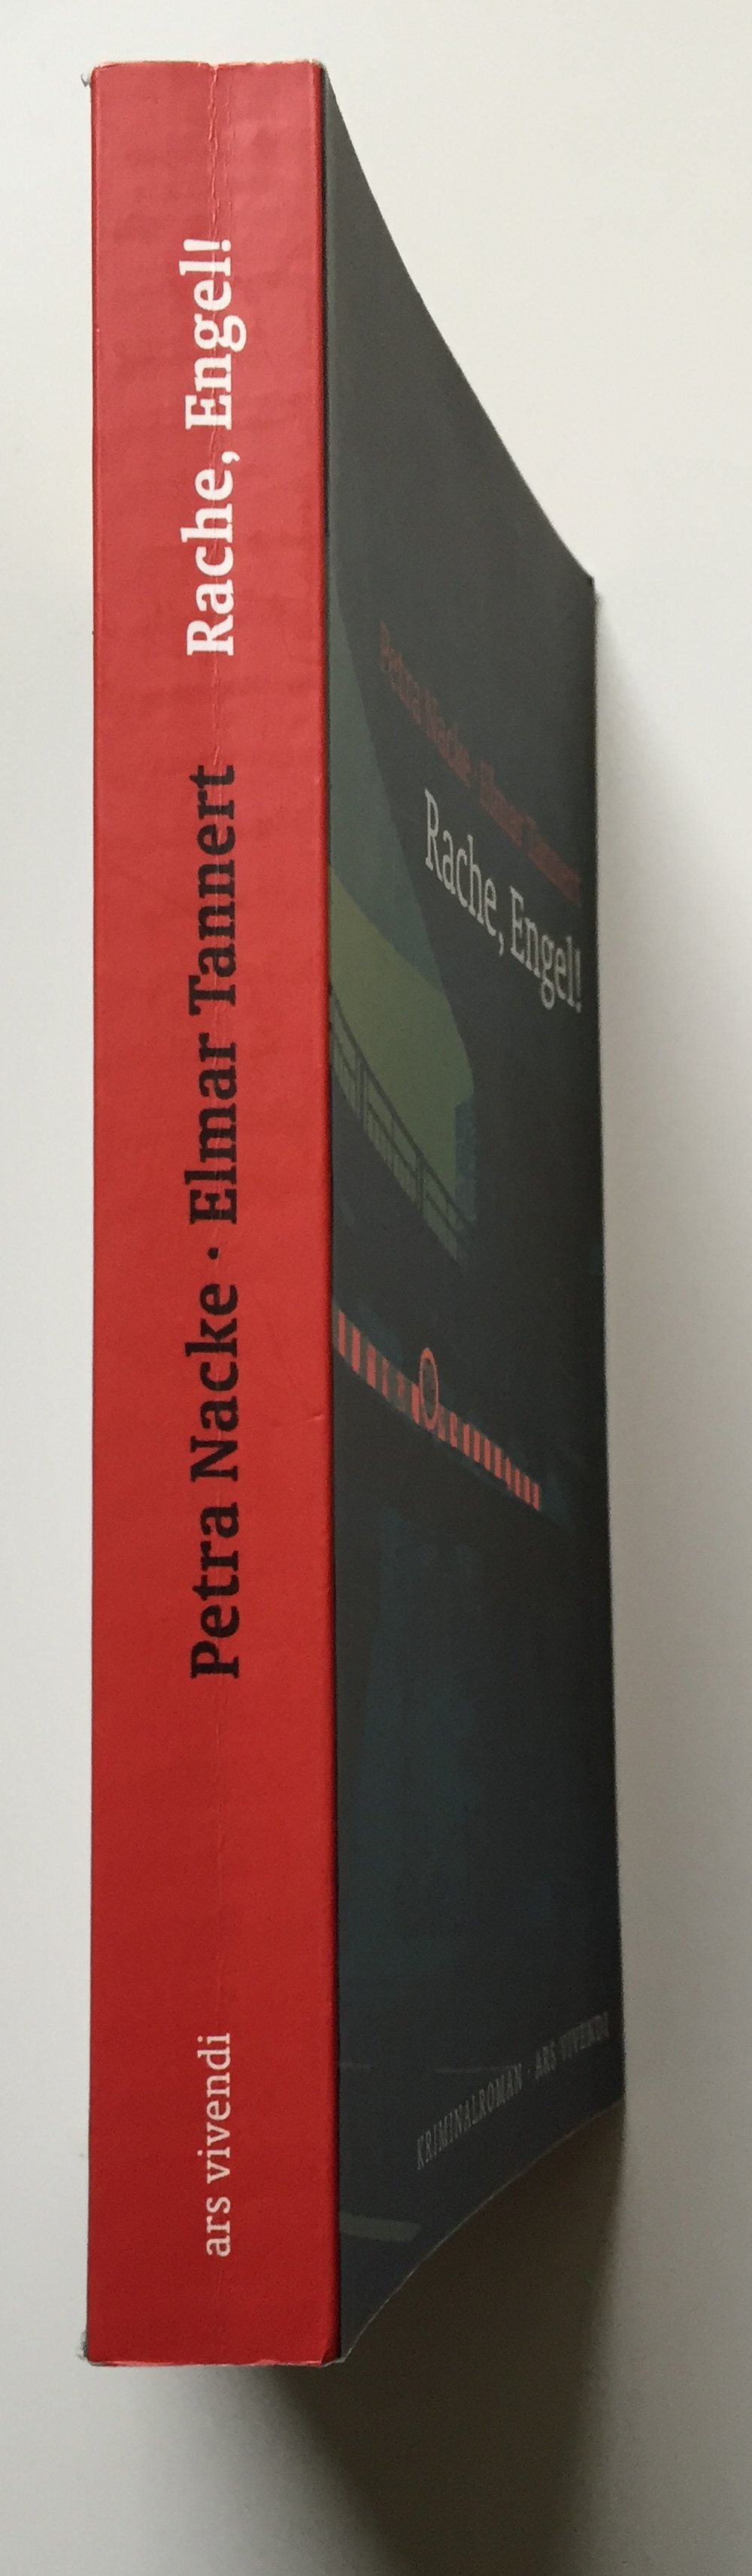 Petra Nacke · Elmar Tannert Rache, Engel!
ars vivendi
Petra Nacke · Elmar Tannert
Rache, Engel!
KRIMINALROMAN · ARS VIVENDI